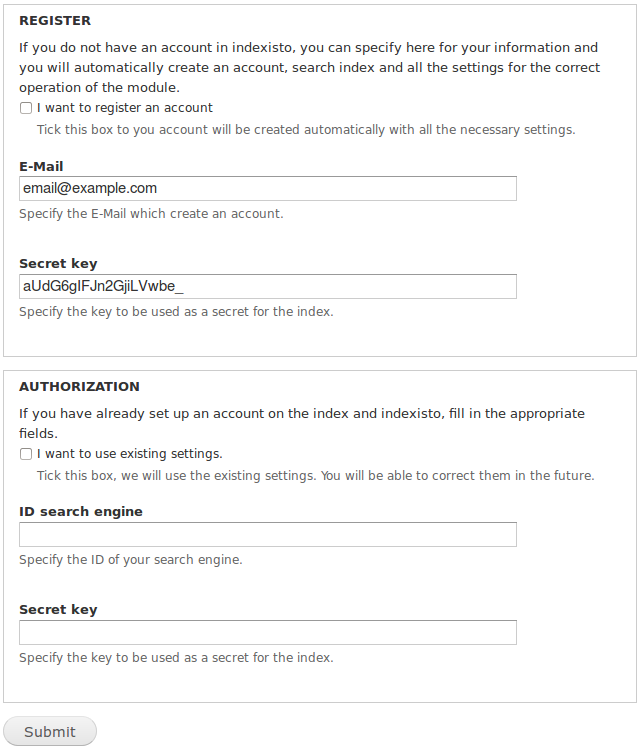 REGISTER
If you do not have an account in indexisto, you can specify here for your information and
you will automatically create an account, search index and all the settings for the correct
operation of the module.
I want to register an account
Tick this box to you account will be created automatically with all the necessary settings.
E-Mail
email@example.com
Specify the E-Mail which create an account.
Secret key
aUdG6gIFJn2GjiLVwbe_
Specify the key to be used as a secret for the index.
AUTHORIZATION
If you have already set up an account on the index and indexisto, fill in the appropriate
fields.
I want to use existing settings.
Tick this box, we will use the existing settings. You will be able to correct them in the future.
ID search engine
Specify the ID of your search engine.
Secret key
Specify the key to be used as a secret for the index.
Submit